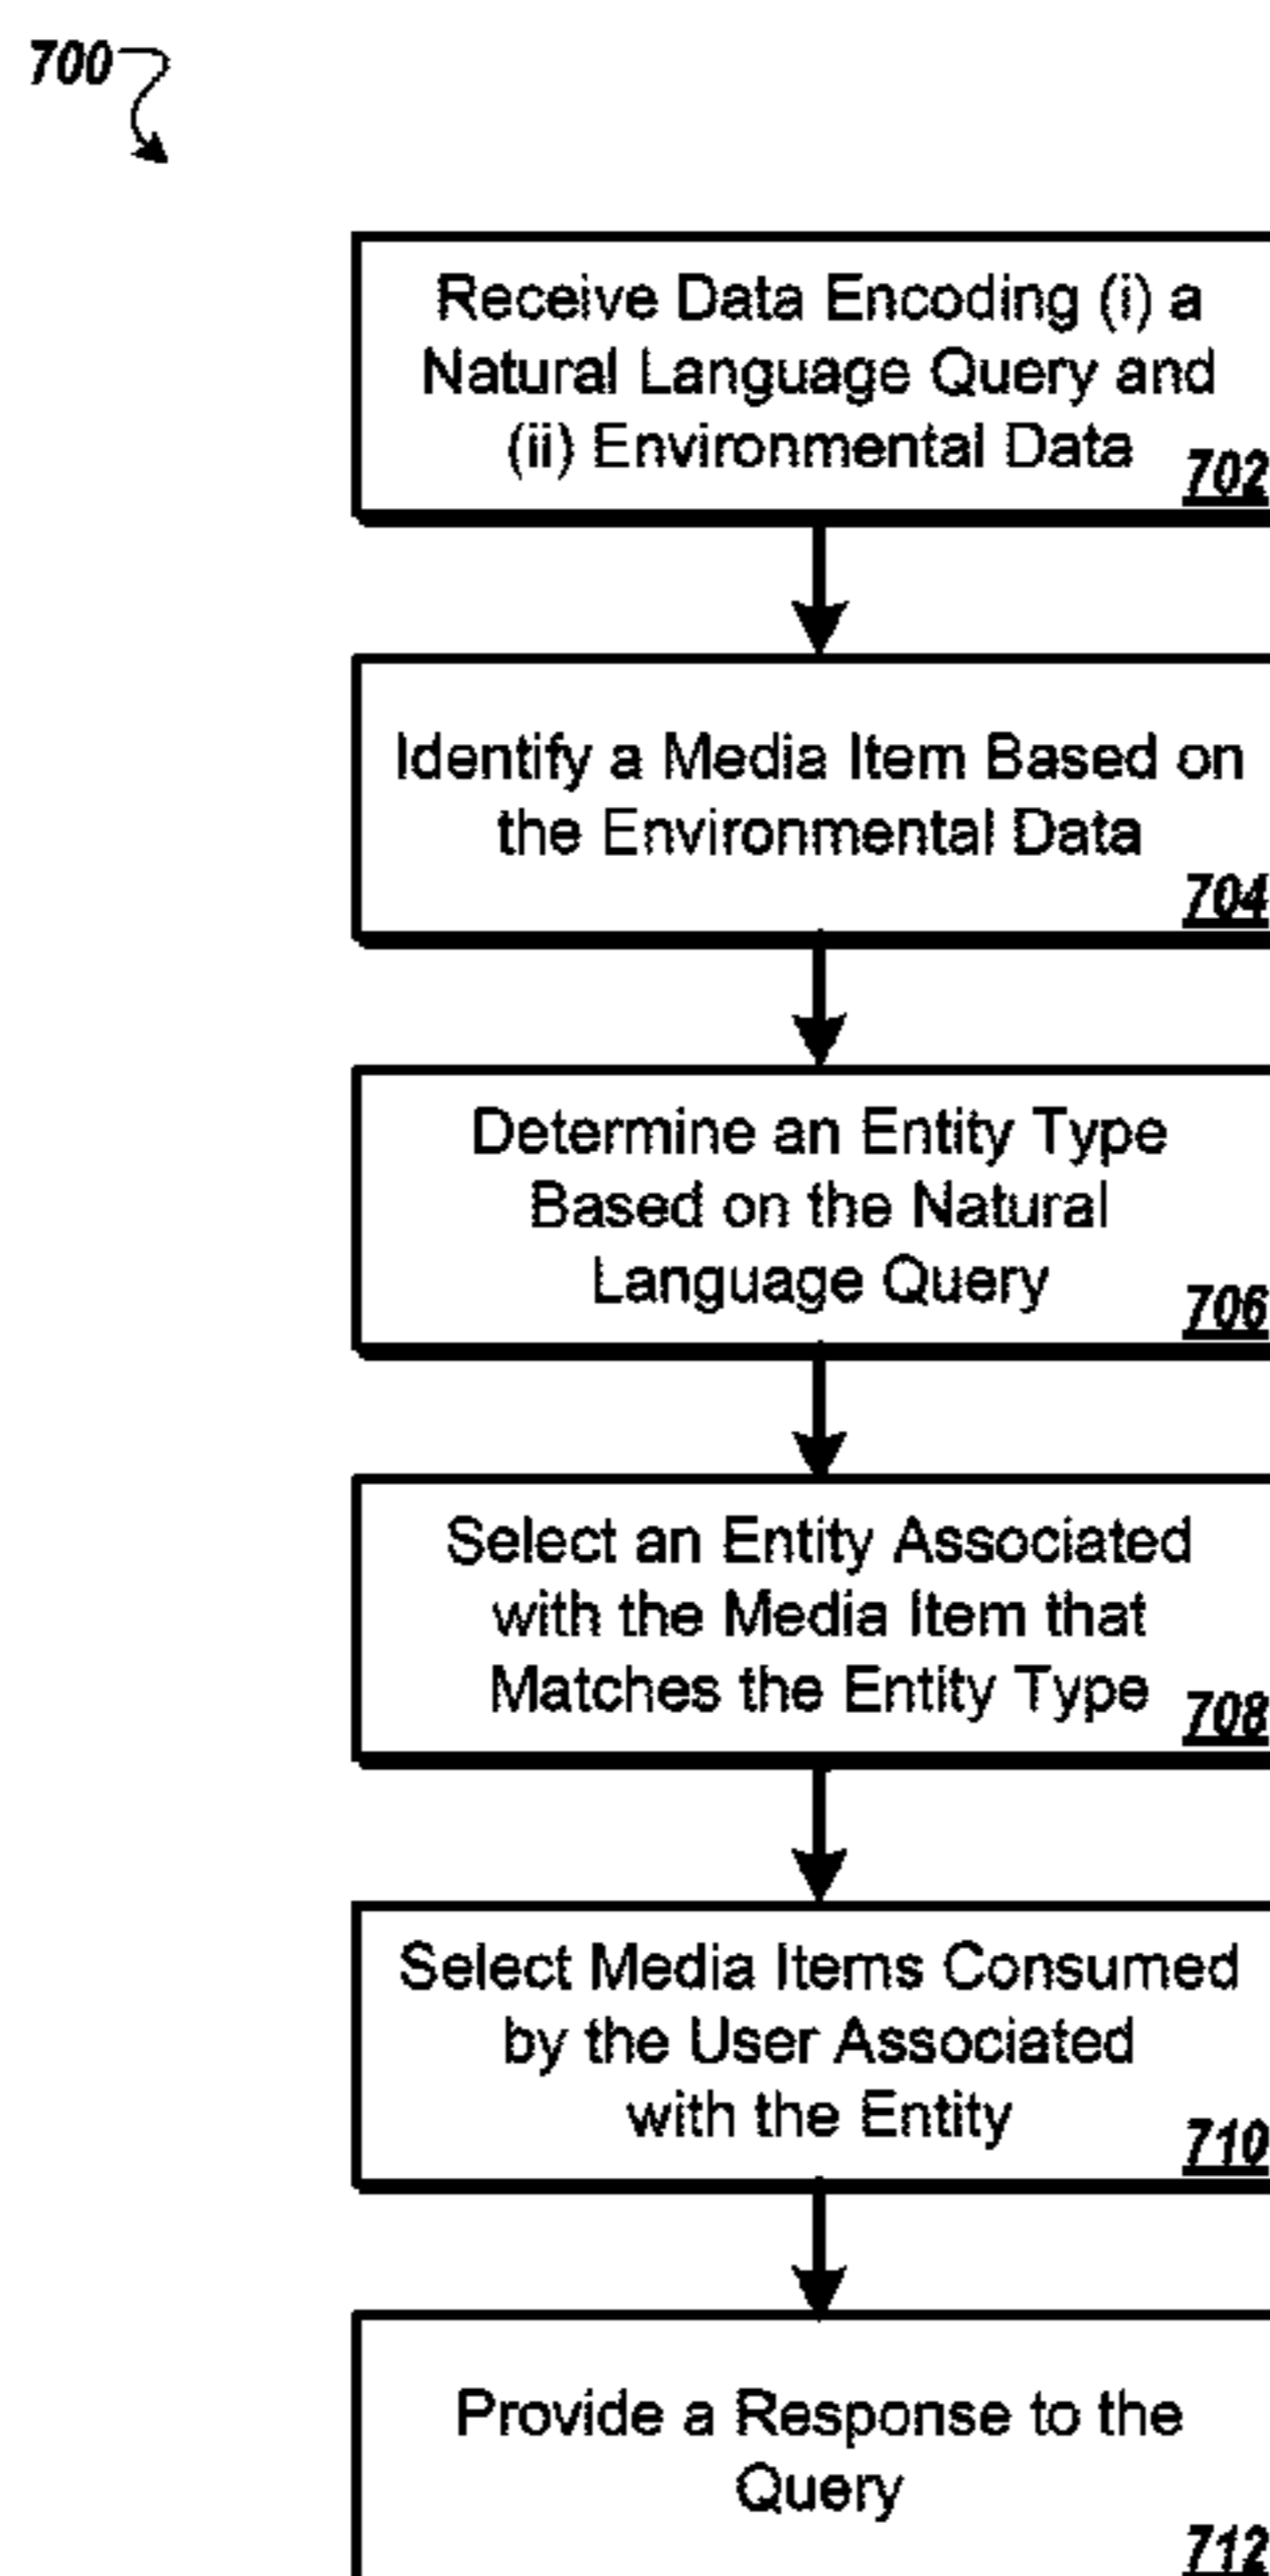 700
Receive Data Encoding (i) a
Natural Language Query and
(ii) Environmental Data
702
Identify a Media Item Based on
the Environmental Data
704
Determine an Entity Type
Based on the Natural
Language Query
706
Select an Entity Associated
with the Media Item that
Matches the Entity Type
708
Select Media Items Consumed
by the User Associated
with the Entity
710
Provide a Response to the
Query
712